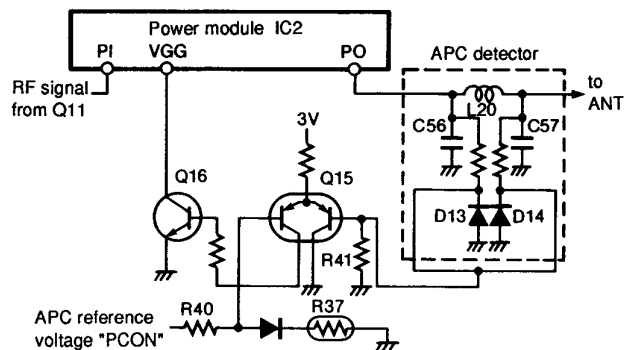 Power module IC2
PI
VGG
PO
APC detector
RF signal
from Q11
to
ANT
L20
C56
C57
3V
Q16
Q15
D13
D14
R41
R40
R37
APC reference
voltage "PCON"